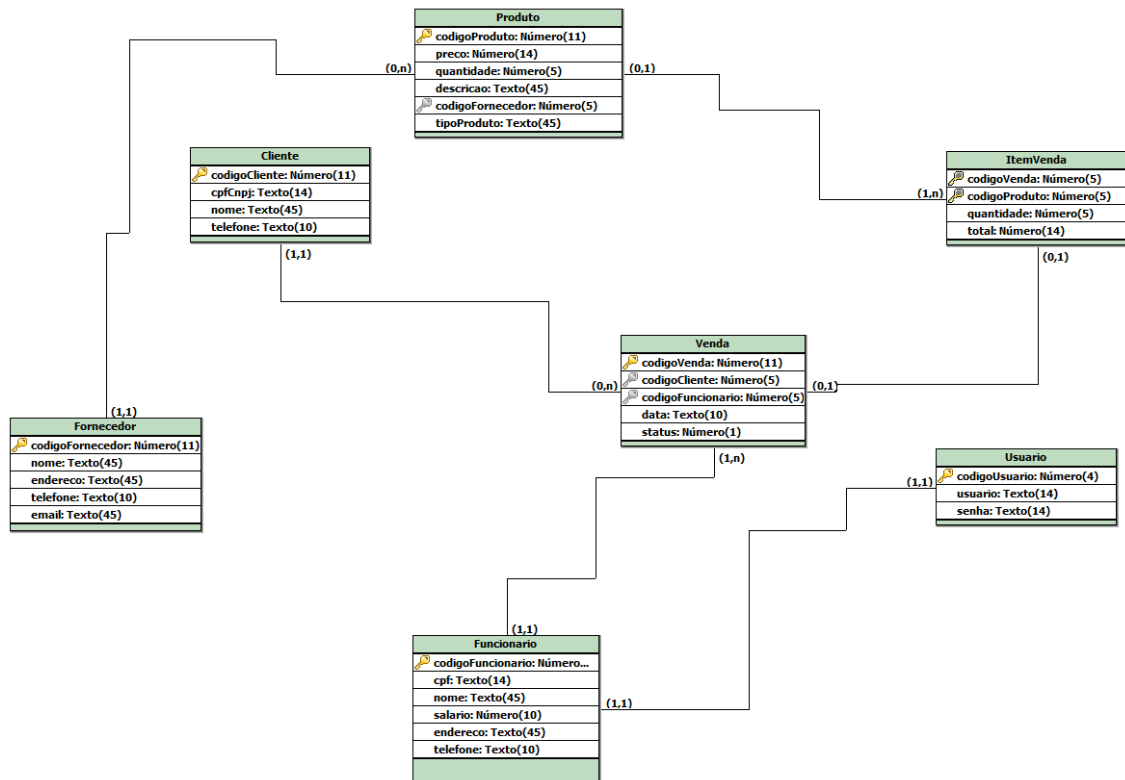 Produto
codigoProduto: Número(11)
preco: Número(14)
quantidade: Número(5)
descricao: Texto(45)
codigoFornecedor: Número(5)
tipoProduto: Texto(45)
(0,n)
(0,1)
Cliente
codigoCliente: Número(11)
cpfCnpj: Texto(14)
nome: Texto(45)
telefone: Texto(10)
(1,1)
ItemVenda
codigoVenda: Número(5)
codigoProduto: Número(5)
quantidade: Número(5)
total: Número(14)
(1,n)
(0,1)
Venda
codigoVenda: Número(11)
codigoCliente: Número(5)
codigoFuncionario: Número(5)
data: Texto(10)
status: Número(1)
(0,n)
(0,1)
(1,n)
(1,1)
Fornecedor
codigoFornecedor: Número(11)
nome: Texto(45)
endereco: Texto(45)
telefone: Texto(10)
email: Texto(45)
Usuario
codigoUsuario: Número(4)
usuario: Texto(14)
senha: Texto(14)
(1,1)
(1,1)
Funcionario
codigoFuncionario: Número...
cpf: Texto(14)
nome: Texto(45)
salario: Número(10)
endereco: Texto(45)
telefone: Texto(10)
(1,1)